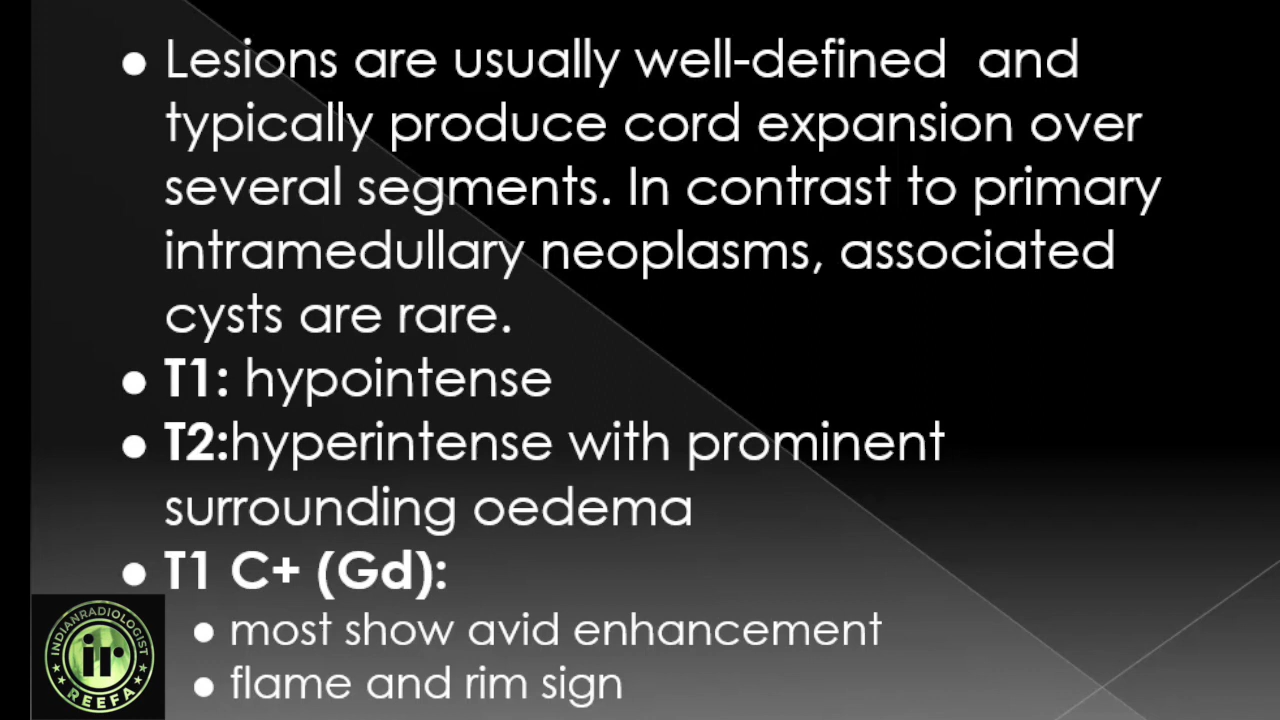 ● Lesions are usually well-defined and
typically produce cord expansion over
several segments. In contrast to primary
intramedullary neoplasms, associated
cysts are rare.
● T1: hypointense
● T2:hyperintense with prominent
surrounding oedema
● T1 C+ (Gd):
● most show avid enhancement
● flame and rim sign
INDIANRADIOLOGIST
ir
REEFA